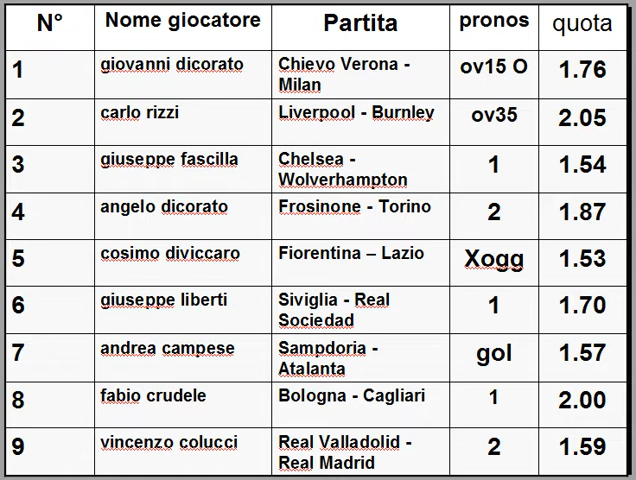 N° Nome giocatore Partita pronos quota
1 giovanni dicorato Chievo Verona - ov15 O 1.76
Milan
2 carlo rizzi Liverpool - Burnley ov35 2.05
3 giuseppe fascilla Chelsea - 1 1.54
Wolverhampton
4 angelo dicorato Frosinone - Torino 2 1.87
5 cosimo diviccaro Fiorentina – Lazio Xogg 1.53
6 giuseppe liberti Siviglia - Real 1 1.70
Sociedad
7 andrea campese Sampdoria - gol 1.57
Atalanta
8 fabio crudele Bologna - Cagliari 1 2.00
9 vincenzo colucci Real Valladolid - 2 1.59
Real Madrid